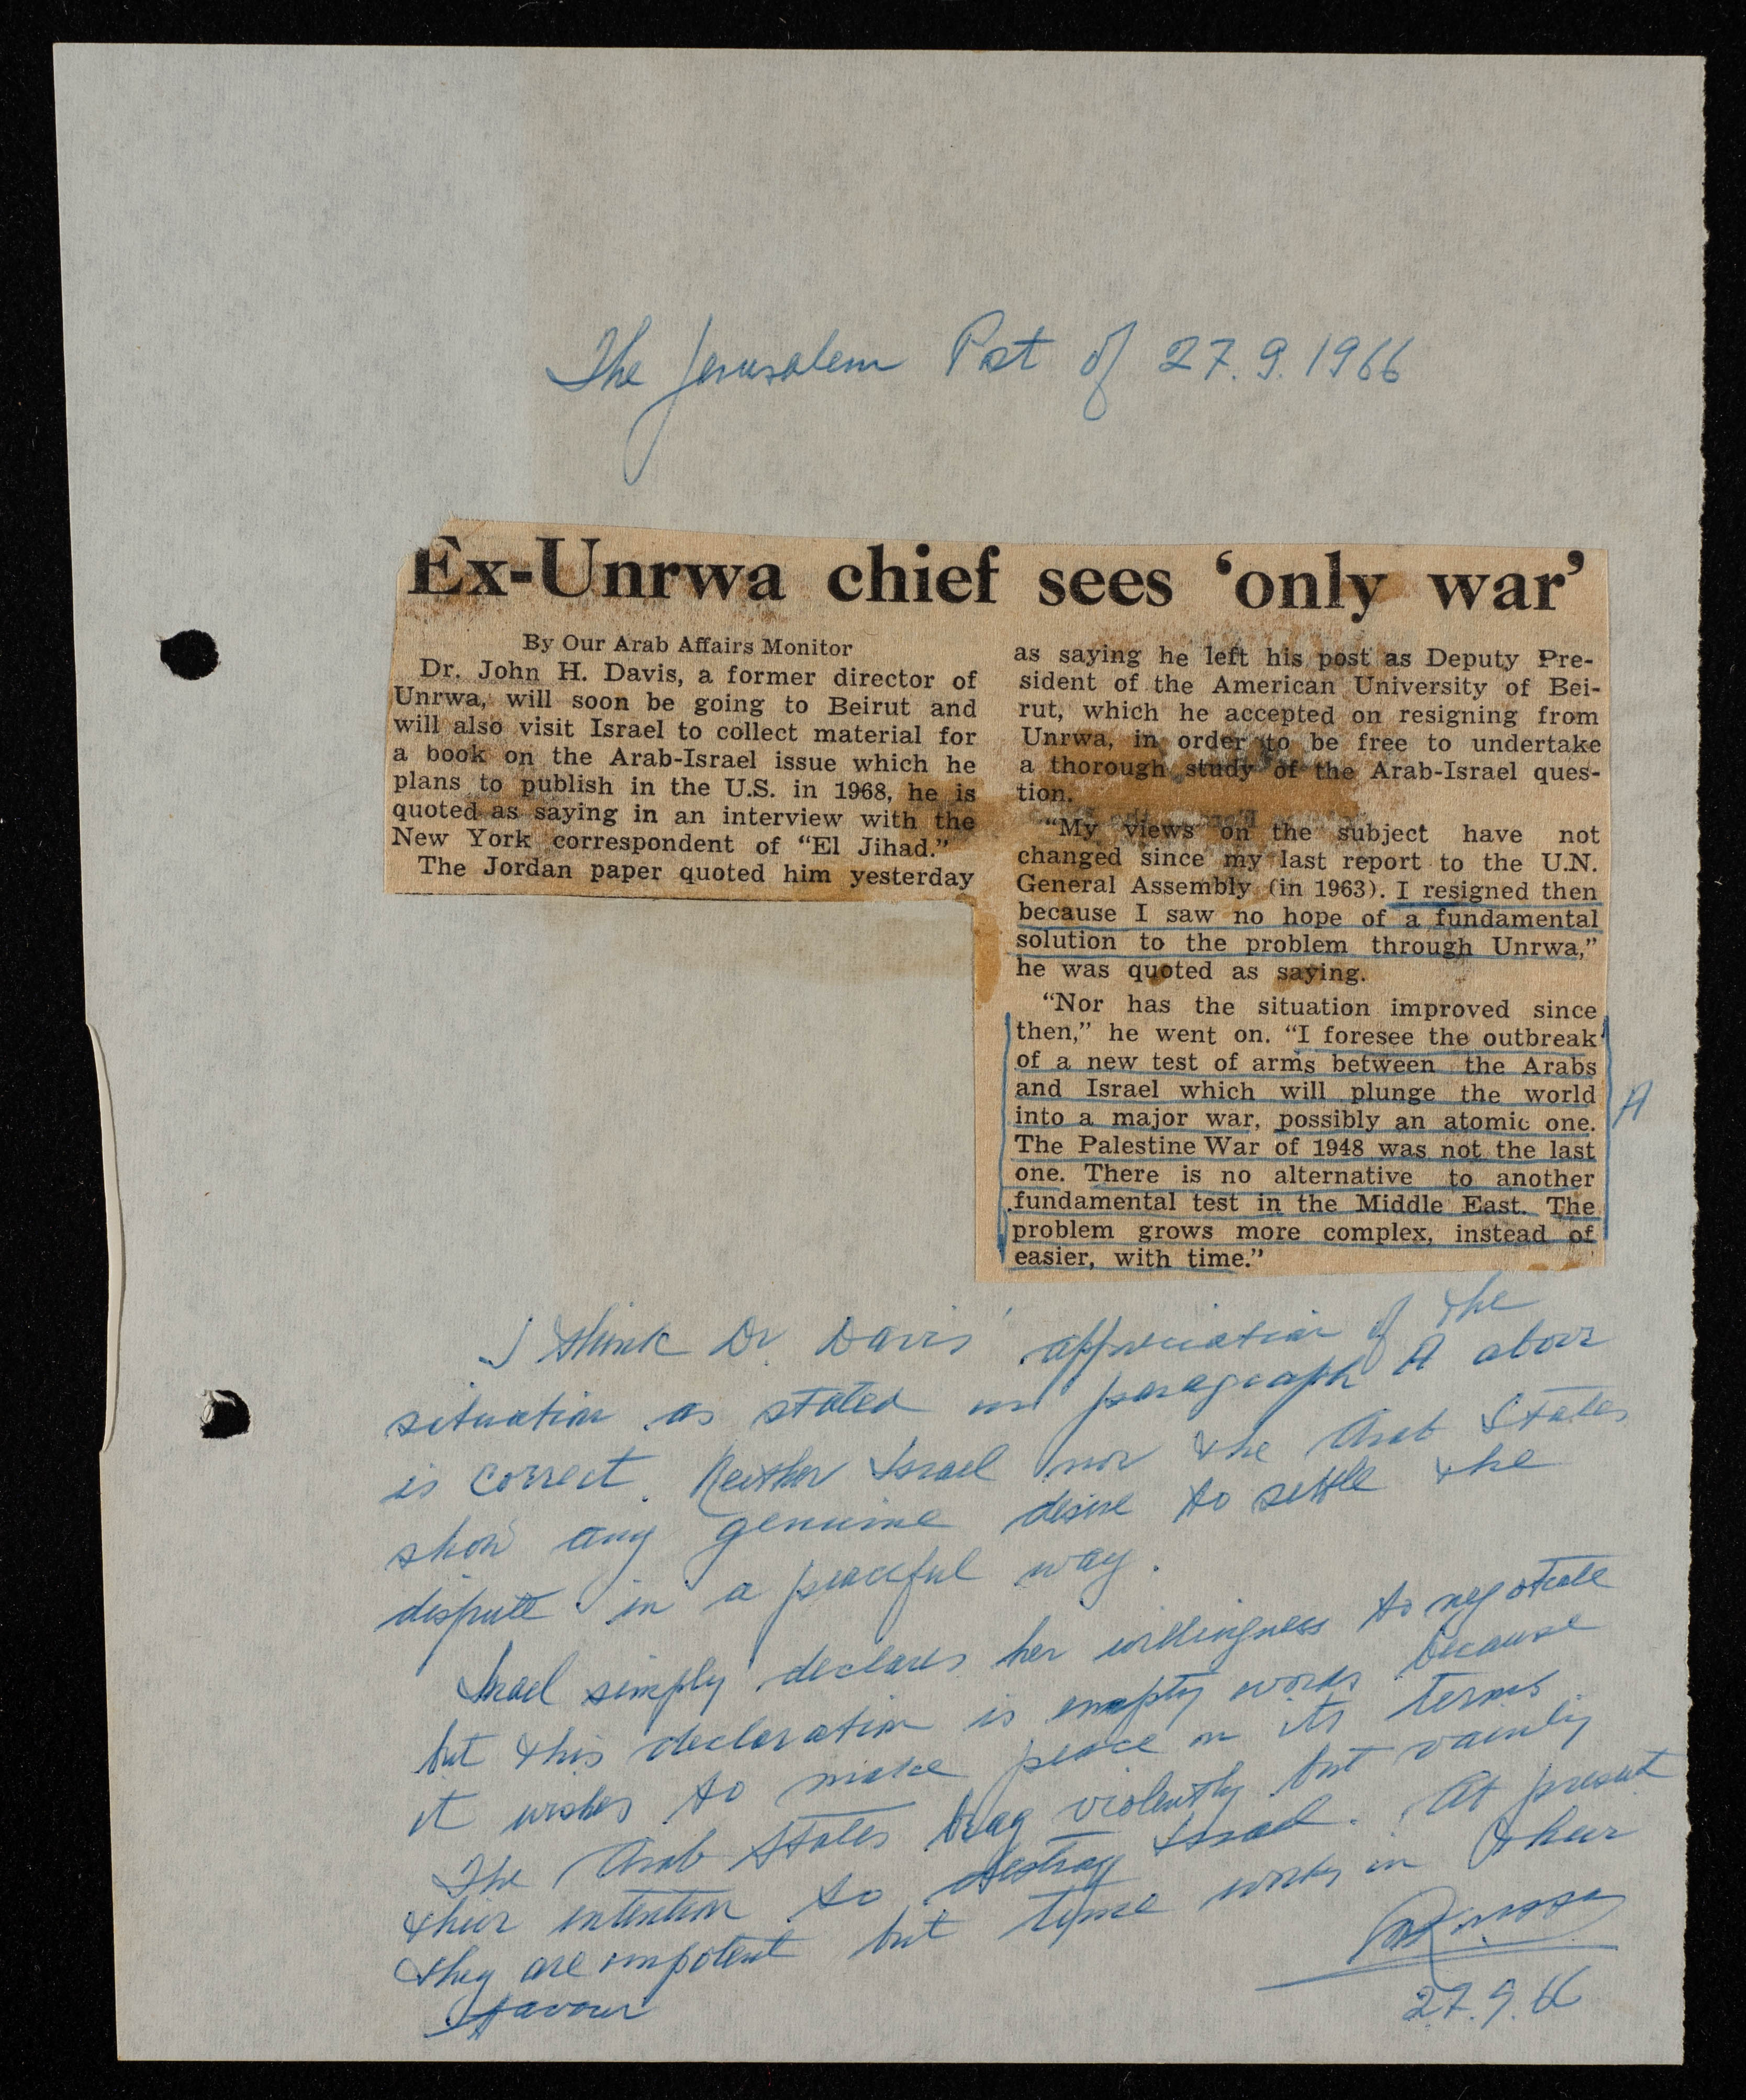 The Jerusalem Post of 27.9.1966
Ex-Unrwa chief sees ‘only war’
By Our Arab Affairs Monitor
Dr. John H. Davis, a former director of
Unrwa, will soon be going to Beirut and
will also visit Israel to collect material for
a book on the Arab-Israel issue which he
plans to publish in the U.S. in 1968, he is
quoted as saying in an interview with the
New York correspondent of “El Jihad.”
The Jordan paper quoted him yesterday
as saying he left his post as Deputy Pre-
sident of the American University of Bei-
rut, which he accepted on resigning from
Unrwa, in order to be free to undertake
a thorough study of the Arab-Israel ques-
tion.
“My views on the subject have not
changed since my last report to the U.N.
General Assembly (in 1963). I resigned then
because I saw no hope of a fundamental
solution to the problem through Unrwa,”
he was quoted as saying.
“Nor has the situation improved since
then,” he went on. “I foresee the outbreak
of a new test of arms between the Arabs
and Israel which will plunge the world
into a major war, possibly an atomic one.
The Palestine War of 1948 was not the last
one. There is no alternative to another
fundamental test in the Middle East. The
problem grows more complex, instead of
easier, with time.”
A
I think Dr. Davis' appreciation of the
situation as stated in paragraph A above
is correct. Neither Israel nor the Arab States
show any genuine desire to settle the
dispute in a peaceful way.
Israel simply declares her willingness to negotiate
but this declaration is empty words because
it wishes to make peace on its terms
The Arab States brag violently but vainly
their intention to destroy Israel. At present
they are impotent but time works in their
favour
27.9.66